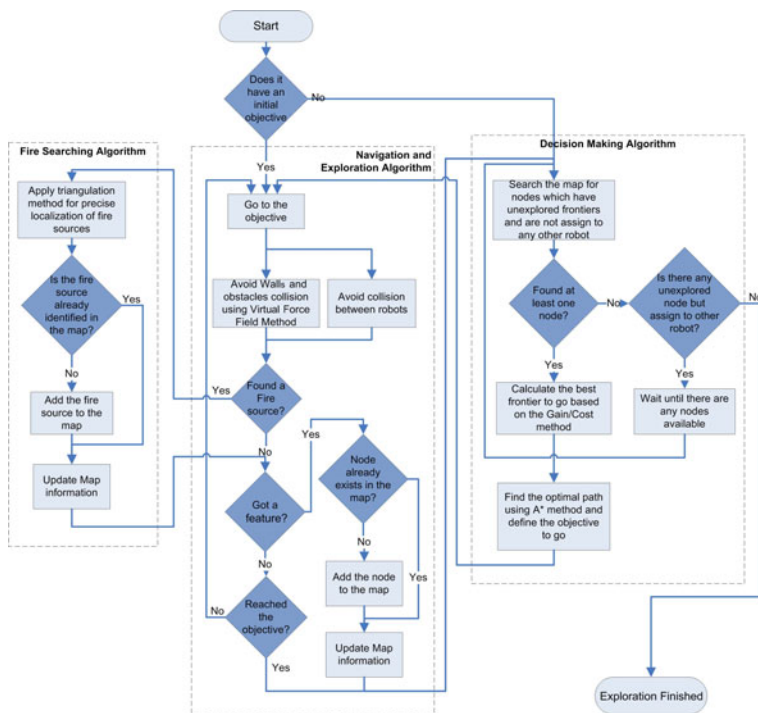 Start
Does it
have an
initial
objective
No
Yes
Fire Searching Algorithm
Apply triangulation
method for precise
localization of fire
sources
Is the fire
source
already
identified in
the map?
Yes
No
Add the fire
source to the
map
Update Map
information
Navigation and
Exploration Algorithm
Go to the
objective
Avoid Walls and
obstacles collision
using Virtual Force
Field Method
Avoid collision
between robots
Found a
Fire
source?
Yes
No
Got a
feature?
Yes
No
Node
already
exists in the
map?
No
Yes
Add the node
to the map
Update Map
information
Reached
the
objective?
No
Yes
Decision Making Algorithm
Search the map for
nodes which have
unexplored frontiers
and are not assign to
any other robot
Found at
least one
node?
No
Yes
Is there any
unexplored
node but
assign to other
robot?
No
Yes
Calculate the best
frontier to go based
on the Gain/Cost
method
Wait until there are
any nodes
available
Find the optimal path
using A* method and
define the objective
to go
Exploration Finished